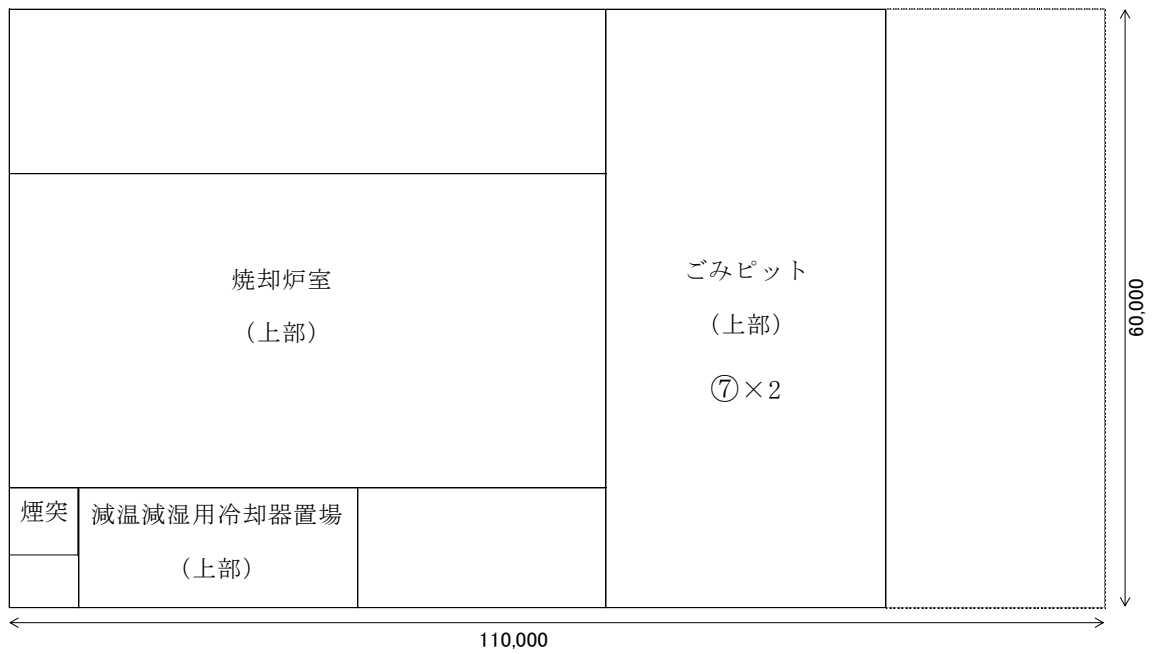 焼却炉室
（上部）
ごみピット
（上部）
⑦×2
煙突
減温減湿用冷却器置場
（上部）
60,000
110,000